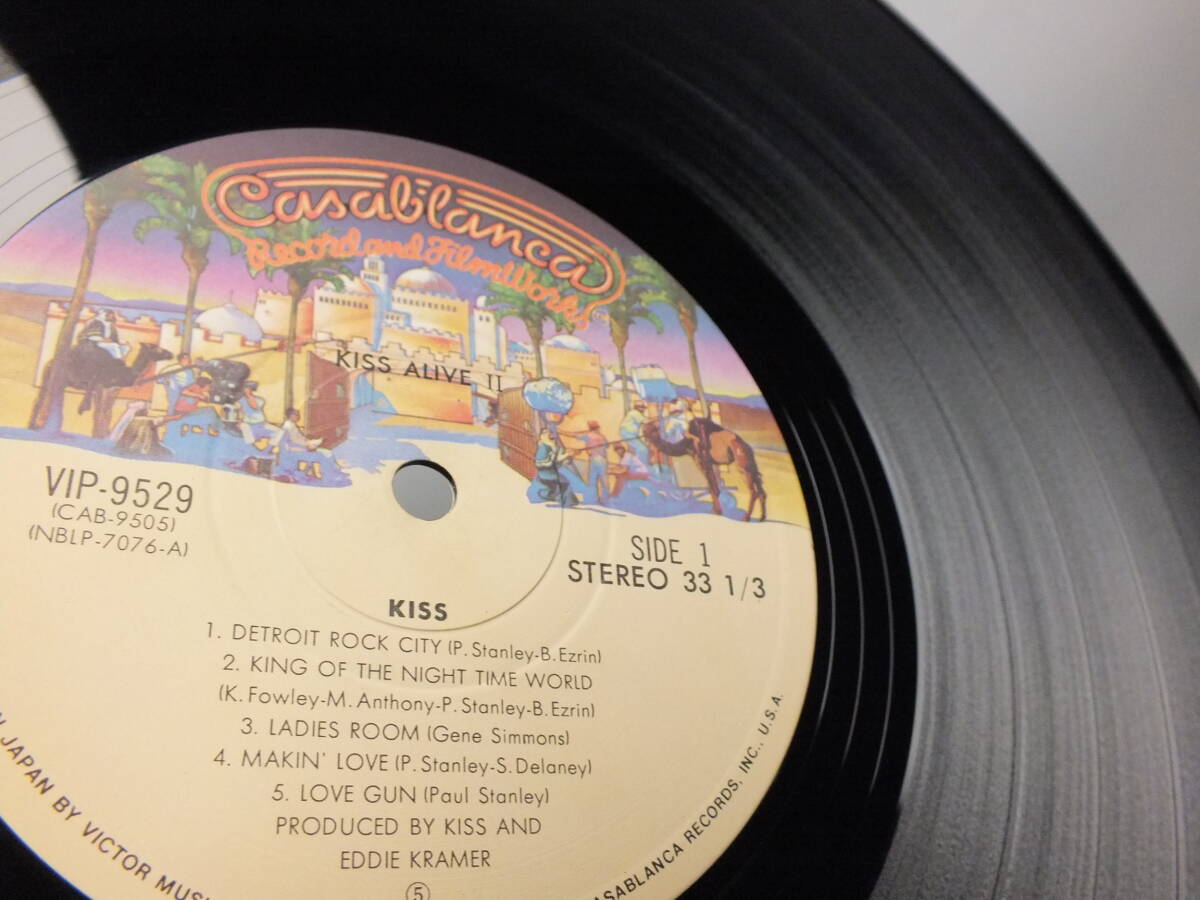 Casablanca
Record and FilmWorks
KISS ALIVE II
VIP-9529
(CAB-9505)
(NBLP-7076-A)
SIDE 1
STEREO 33 1/3
KISS
1. DETROIT ROCK CITY (P. Stanley-B. Ezrin)
2. KING OF THE NIGHT TIME WORLD
(K. Fowley-M. Anthony-P. Stanley-B. Ezrin)
3. LADIES ROOM (Gene Simmons)
4. MAKIN' LOVE (P. Stanley-S. Delaney)
5. LOVE GUN (Paul Stanley)
PRODUCED BY KISS AND
EDDIE KRAMER
⑤
JAPAN BY VICTOR
CASABLANCA RECORDS, INC., U.S.A.